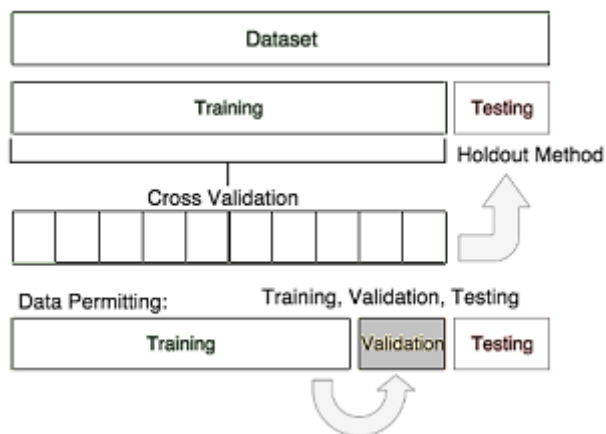 Dataset
Training Testing
Holdout Method
Cross Validation
Data Permitting: Training, Validation, Testing
Training Validation Testing